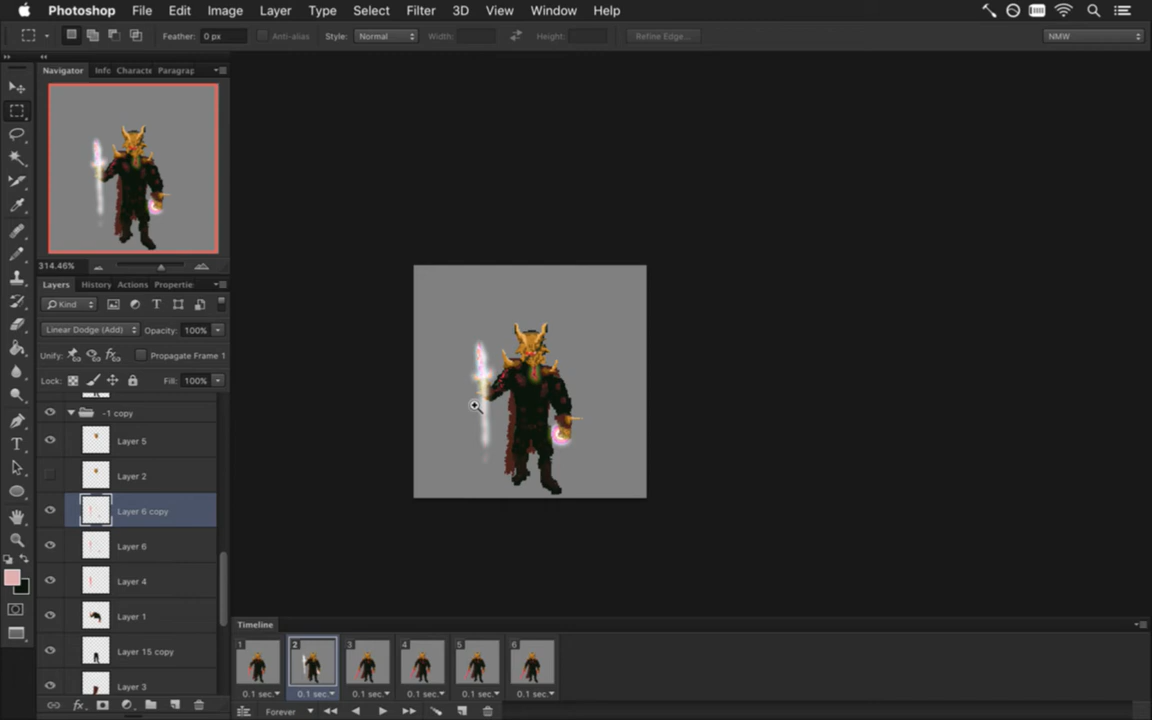 Photoshop File Edit Image Layer Type Select Filter 3D View Window Help
Feather: 0 px Anti-alias Style: Normal Width: Height: Refine Edge... NMW
Navigator Info Characte Paragrap
314.46%
Layers History Actions Propertie
Kind
Linear Dodge (Add) Opacity: 100%
Unify: Propagate Frame 1
Lock: Fill: 100%
-1 copy
Layer 5
Layer 2
Layer 6 copy
Layer 6
Layer 4
Layer 1
Layer 15 copy
Layer 3
Timeline
1 2 3 4 5 6
0.1 sec. 0.1 sec. 0.1 sec. 0.1 sec. 0.1 sec. 0.1 sec.
Forever